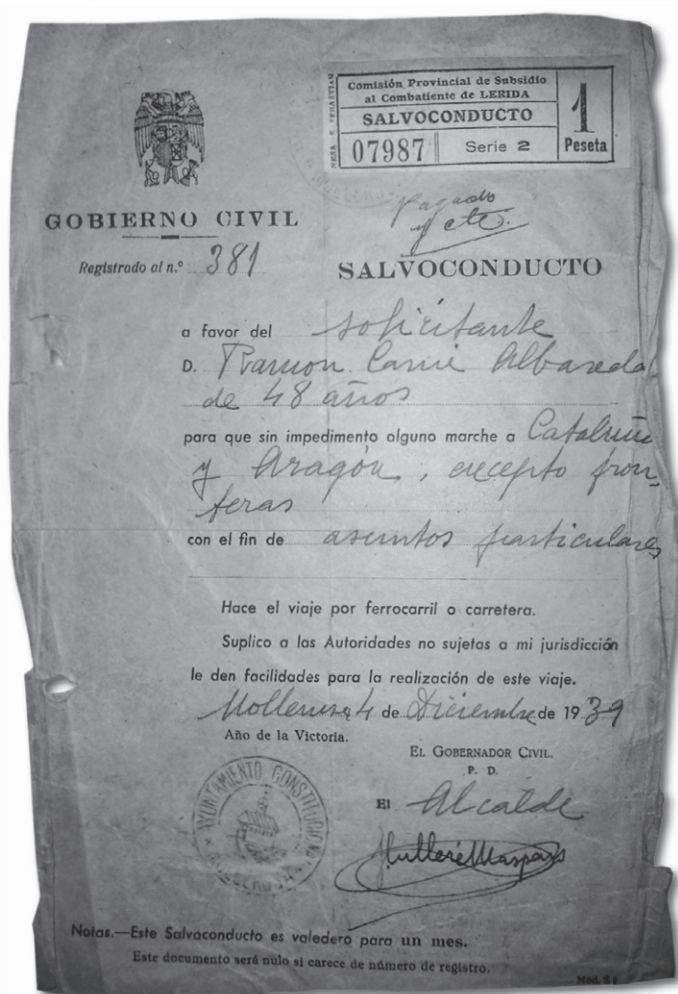 Comisión Provincial de Subsidio
al Combatiente de LERIDA
SALVOCONDUCTO
07987 Serie 2
1
Peseta
Pagado
y cte.
GOBIERNO CIVIL
Registrado al n.º 381
SALVOCONDUCTO
a favor del solicitante
D. Ramon Carné Albareda
de 48 años
para que sin impedimento alguno marche a Cataluña
y Aragón, excepto fron-
teras
con el fin de asuntos particulares
Hace el viaje por ferrocarril o carretera.
Suplico a las Autoridades no sujetas a mi jurisdicción
le den facilidades para la realización de este viaje.
Mollerusa 4 de Diciembre de 1939
Año de la Victoria.
EL GOBERNADOR CIVIL.
P. D.
El Alcalde
AYUNTAMIENTO CONSTITUCIONAL
Notas.—Este Salvoconducto es valedero para un mes.
Este documento será nulo si carece de número de registro.